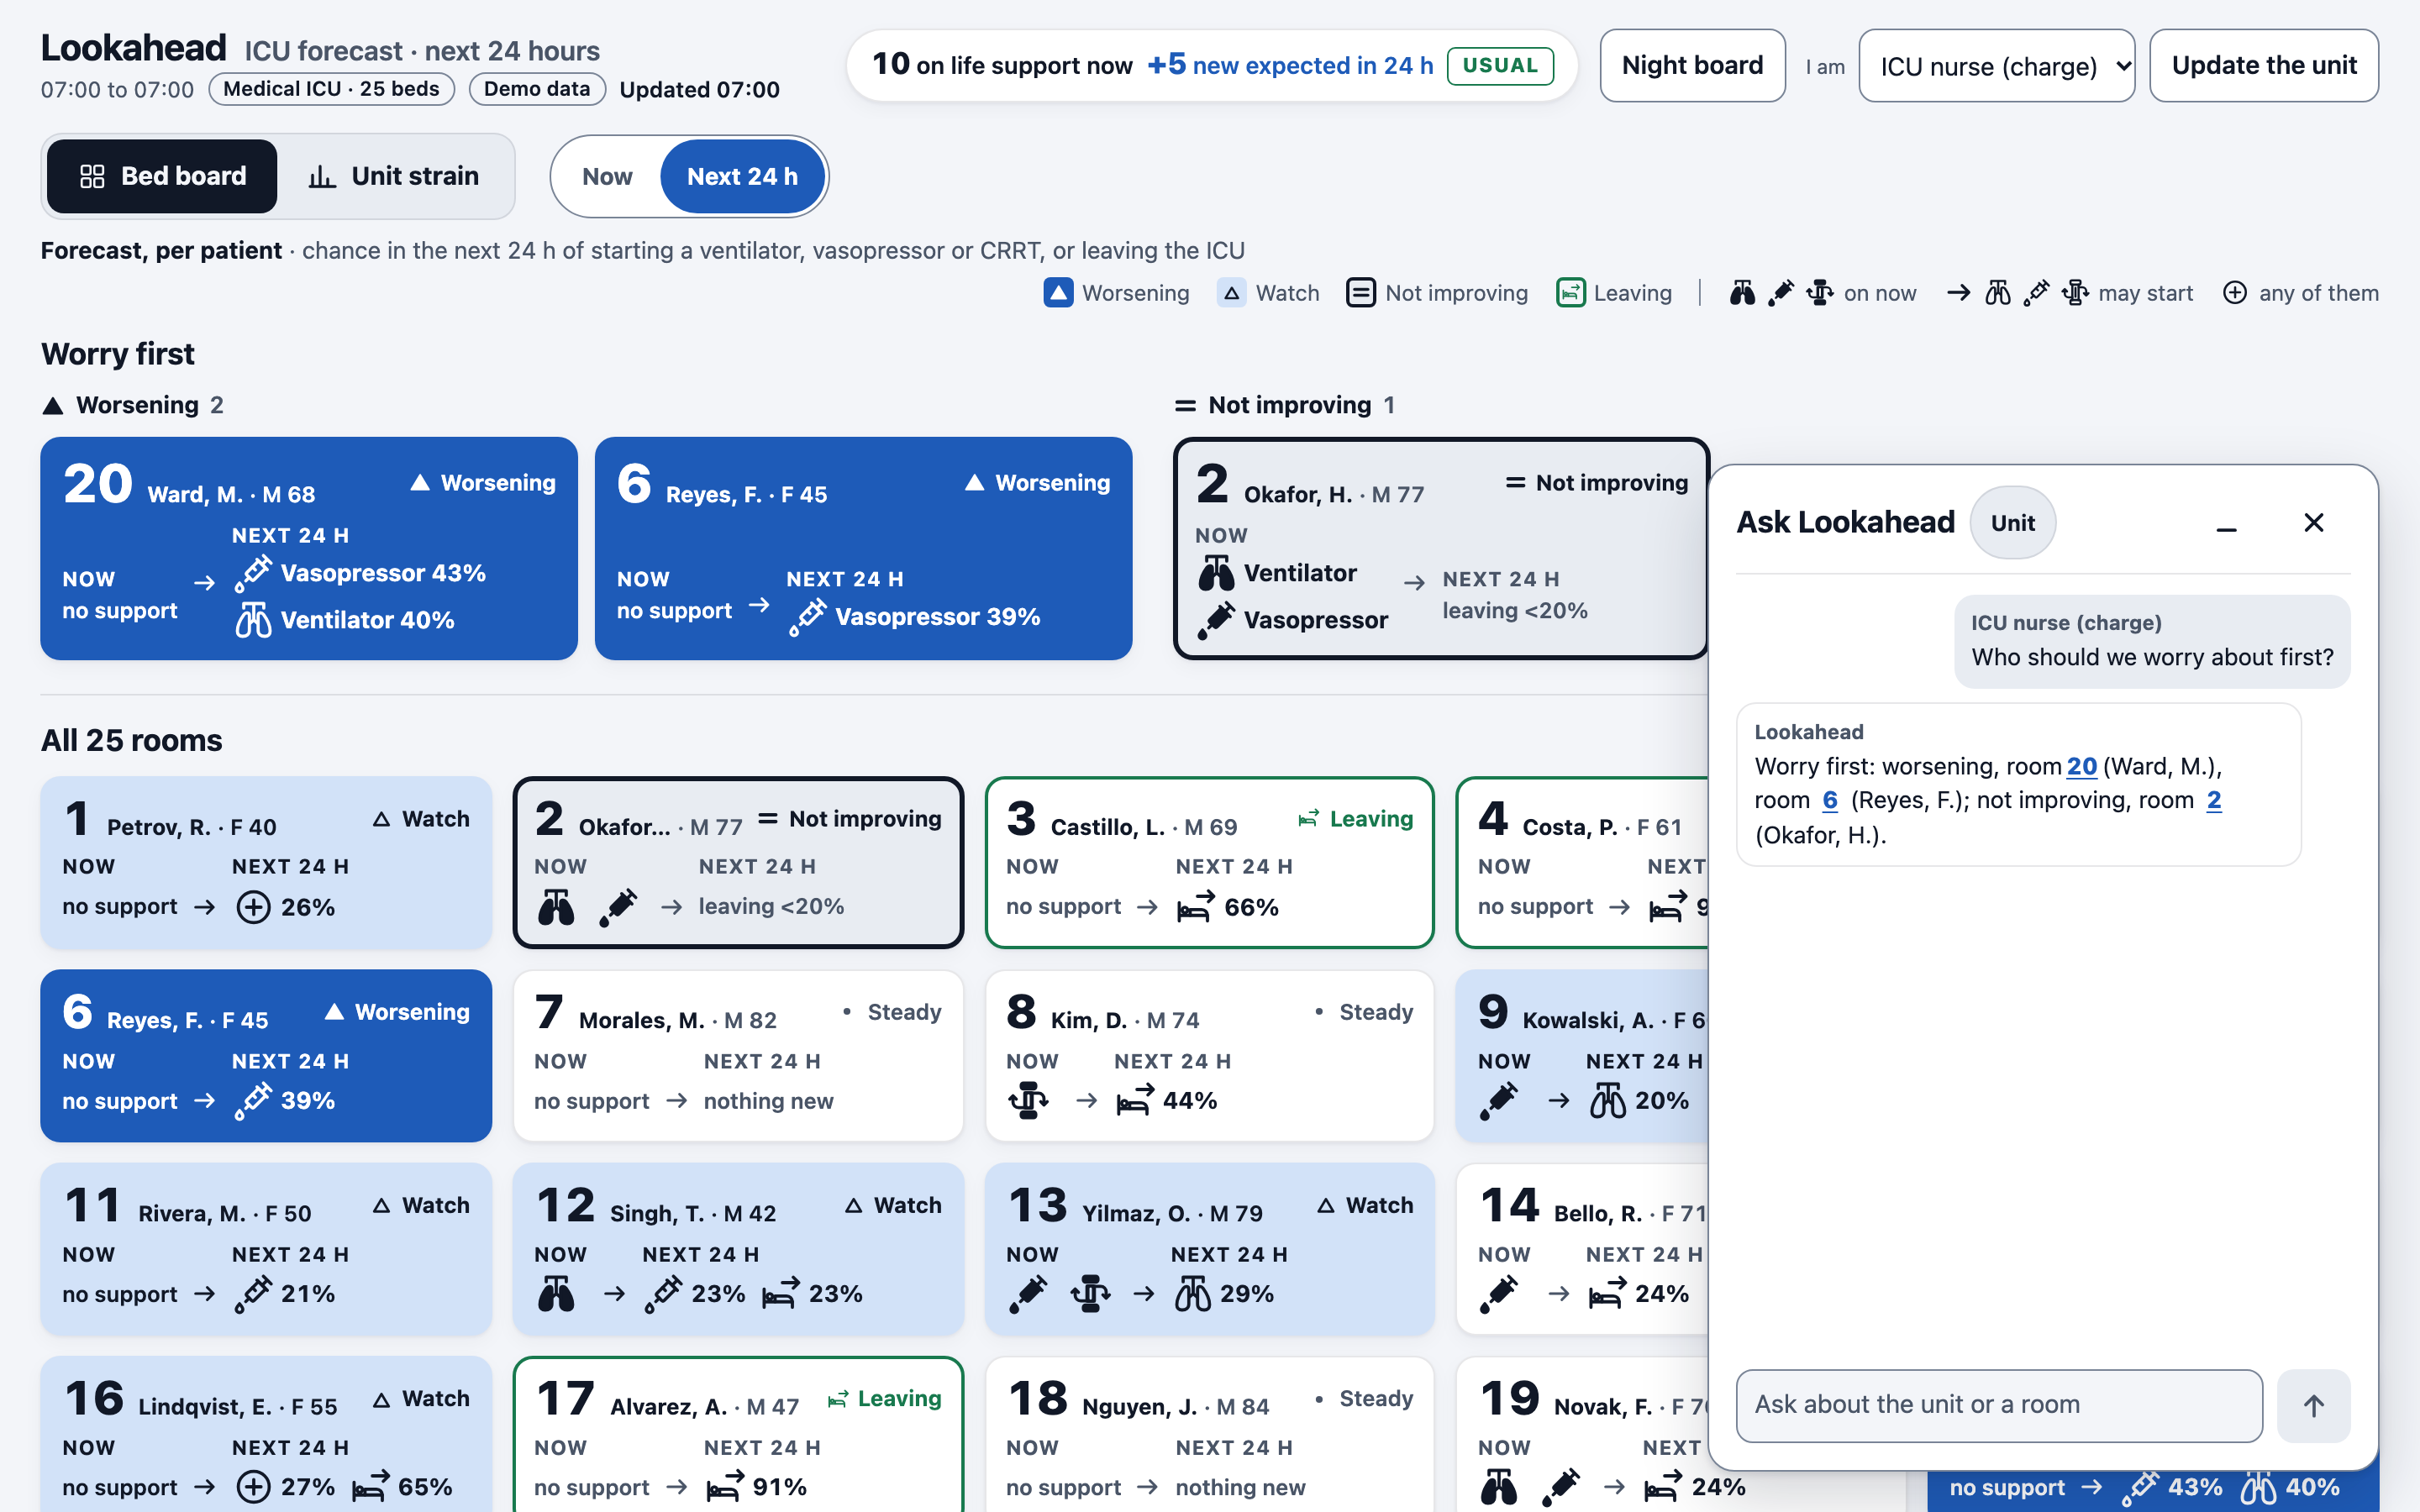 Lookahead ICU forecast · next 24 hours
07:00 to 07:00 Medical ICU · 25 beds Demo data Updated 07:00
10 on life support now +5 new expected in 24 h USUAL
Night board
I am ICU nurse (charge)
Update the unit
Bed board Unit strain
Now Next 24 h
Forecast, per patient · chance in the next 24 h of starting a ventilator, vasopressor or CRRT, or leaving the ICU
Worsening Watch Not improving Leaving | on now → may start any of them
Worry first
Worsening 2
20 Ward, M. · M 68 Worsening
NEXT 24 H
NOW
no support → Vasopressor 43%
Ventilator 40%
6 Reyes, F. · F 45 Worsening
NOW NEXT 24 H
no support → Vasopressor 39%
Not improving 1
2 Okafor, H. · M 77 Not improving
NOW
Ventilator
Vasopressor
→ NEXT 24 H
leaving <20%
All 25 rooms
1 Petrov, R. · F 40 Watch
NOW NEXT 24 H
no support → 26%
2 Okafor... · M 77 Not improving
NOW NEXT 24 H
→ leaving <20%
3 Castillo, L. · M 69 Leaving
NOW NEXT 24 H
no support → 66%
4 Costa, P. · F 61
NOW NEXT
no support → 9
6 Reyes, F. · F 45 Worsening
NOW NEXT 24 H
no support → 39%
7 Morales, M. · M 82 • Steady
NOW NEXT 24 H
no support → nothing new
8 Kim, D. · M 74 • Steady
NOW NEXT 24 H
→ 44%
9 Kowalski, A. · F 6
NOW NEXT 24 H
→ 20%
11 Rivera, M. · F 50 Watch
NOW NEXT 24 H
no support → 21%
12 Singh, T. · M 42 Watch
NOW NEXT 24 H
→ 23% 23%
13 Yilmaz, O. · M 79 Watch
NOW NEXT 24 H
→ 29%
14 Bello, R. · F 71
NOW NEXT 24 H
→ 24%
16 Lindqvist, E. · F 55 Watch
NOW NEXT 24 H
no support → 27% 65%
17 Alvarez, A. · M 47 Leaving
NOW NEXT 24 H
no support → 91%
18 Nguyen, J. · M 84 • Steady
NOW NEXT 24 H
no support → nothing new
19 Novak, F. · F 7
NOW NEXT
→ 24%
no support → 43% 40%
Ask Lookahead Unit
ICU nurse (charge)
Who should we worry about first?
Lookahead
Worry first: worsening, room 20 (Ward, M.),
room 6 (Reyes, F.); not improving, room 2
(Okafor, H.).
Ask about the unit or a room